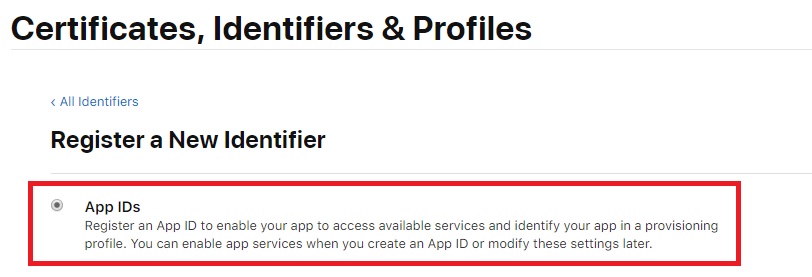 Certificates, Identifiers & Profiles
‹ All Identifiers
Register a New Identifier
App IDs
Register an App ID to enable your app to access available services and identify your app in a provisioning
profile. You can enable app services when you create an App ID or modify these settings later.